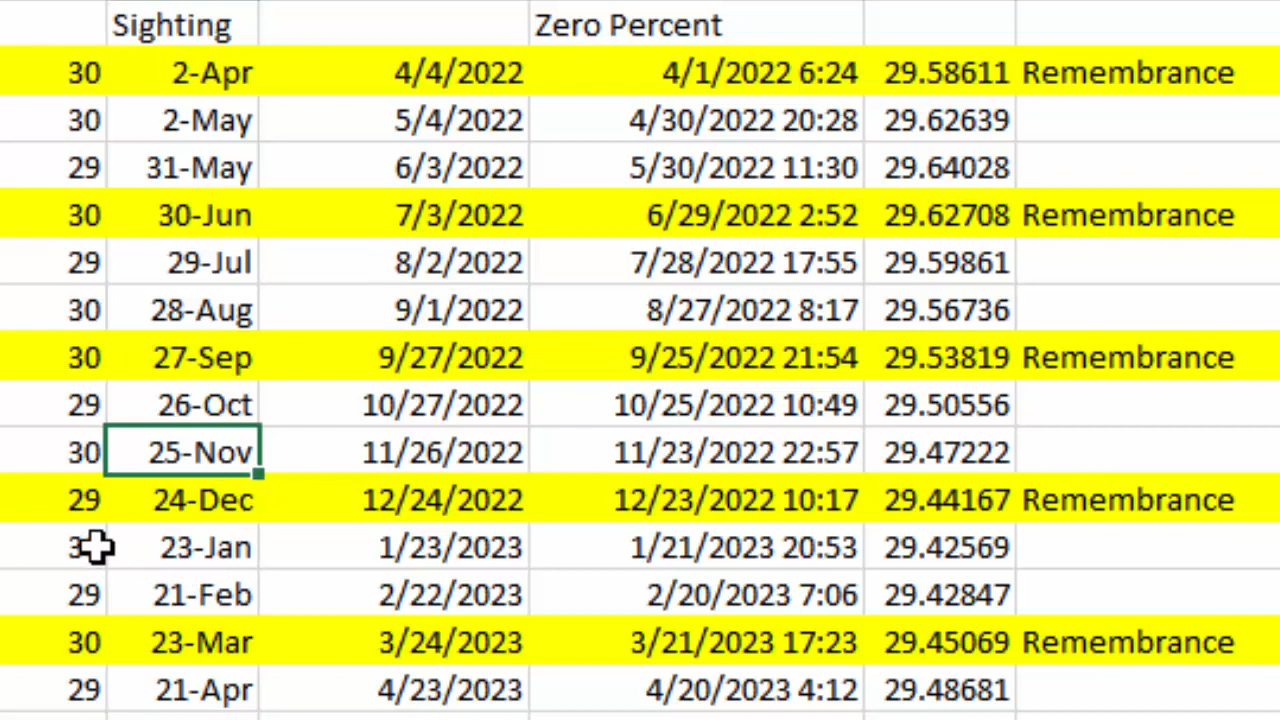 Sighting Zero Percent
30 2-Apr 4/4/2022 4/1/2022 6:24 29.58611 Remembrance
30 2-May 5/4/2022 4/30/2022 20:28 29.62639
29 31-May 6/3/2022 5/30/2022 11:30 29.64028
30 30-Jun 7/3/2022 6/29/2022 2:52 29.62708 Remembrance
29 29-Jul 8/2/2022 7/28/2022 17:55 29.59861
30 28-Aug 9/1/2022 8/27/2022 8:17 29.56736
30 27-Sep 9/27/2022 9/25/2022 21:54 29.53819 Remembrance
29 26-Oct 10/27/2022 10/25/2022 10:49 29.50556
30 25-Nov 11/26/2022 11/23/2022 22:57 29.47222
29 24-Dec 12/24/2022 12/23/2022 10:17 29.44167 Remembrance
23-Jan 1/23/2023 1/21/2023 20:53 29.42569
29 21-Feb 2/22/2023 2/20/2023 7:06 29.42847
30 23-Mar 3/24/2023 3/21/2023 17:23 29.45069 Remembrance
29 21-Apr 4/23/2023 4/20/2023 4:12 29.48681